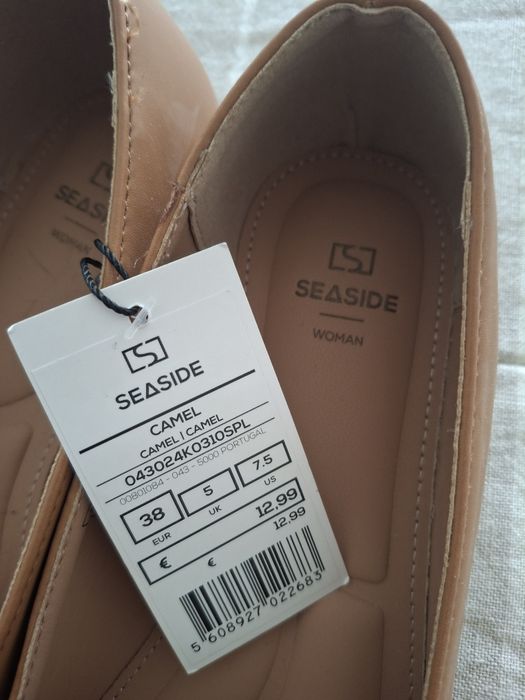 SEASIDE
WOMAN
SEASIDE
WOMAN
SEASIDE
CAMEL
CAMEL | CAMEL
043024K0310SPL
00801084 - 043 - 5000 PORTUGAL
38 5 7.5
EUR UK US
€ € 12,99
12,99
5 608927 022683